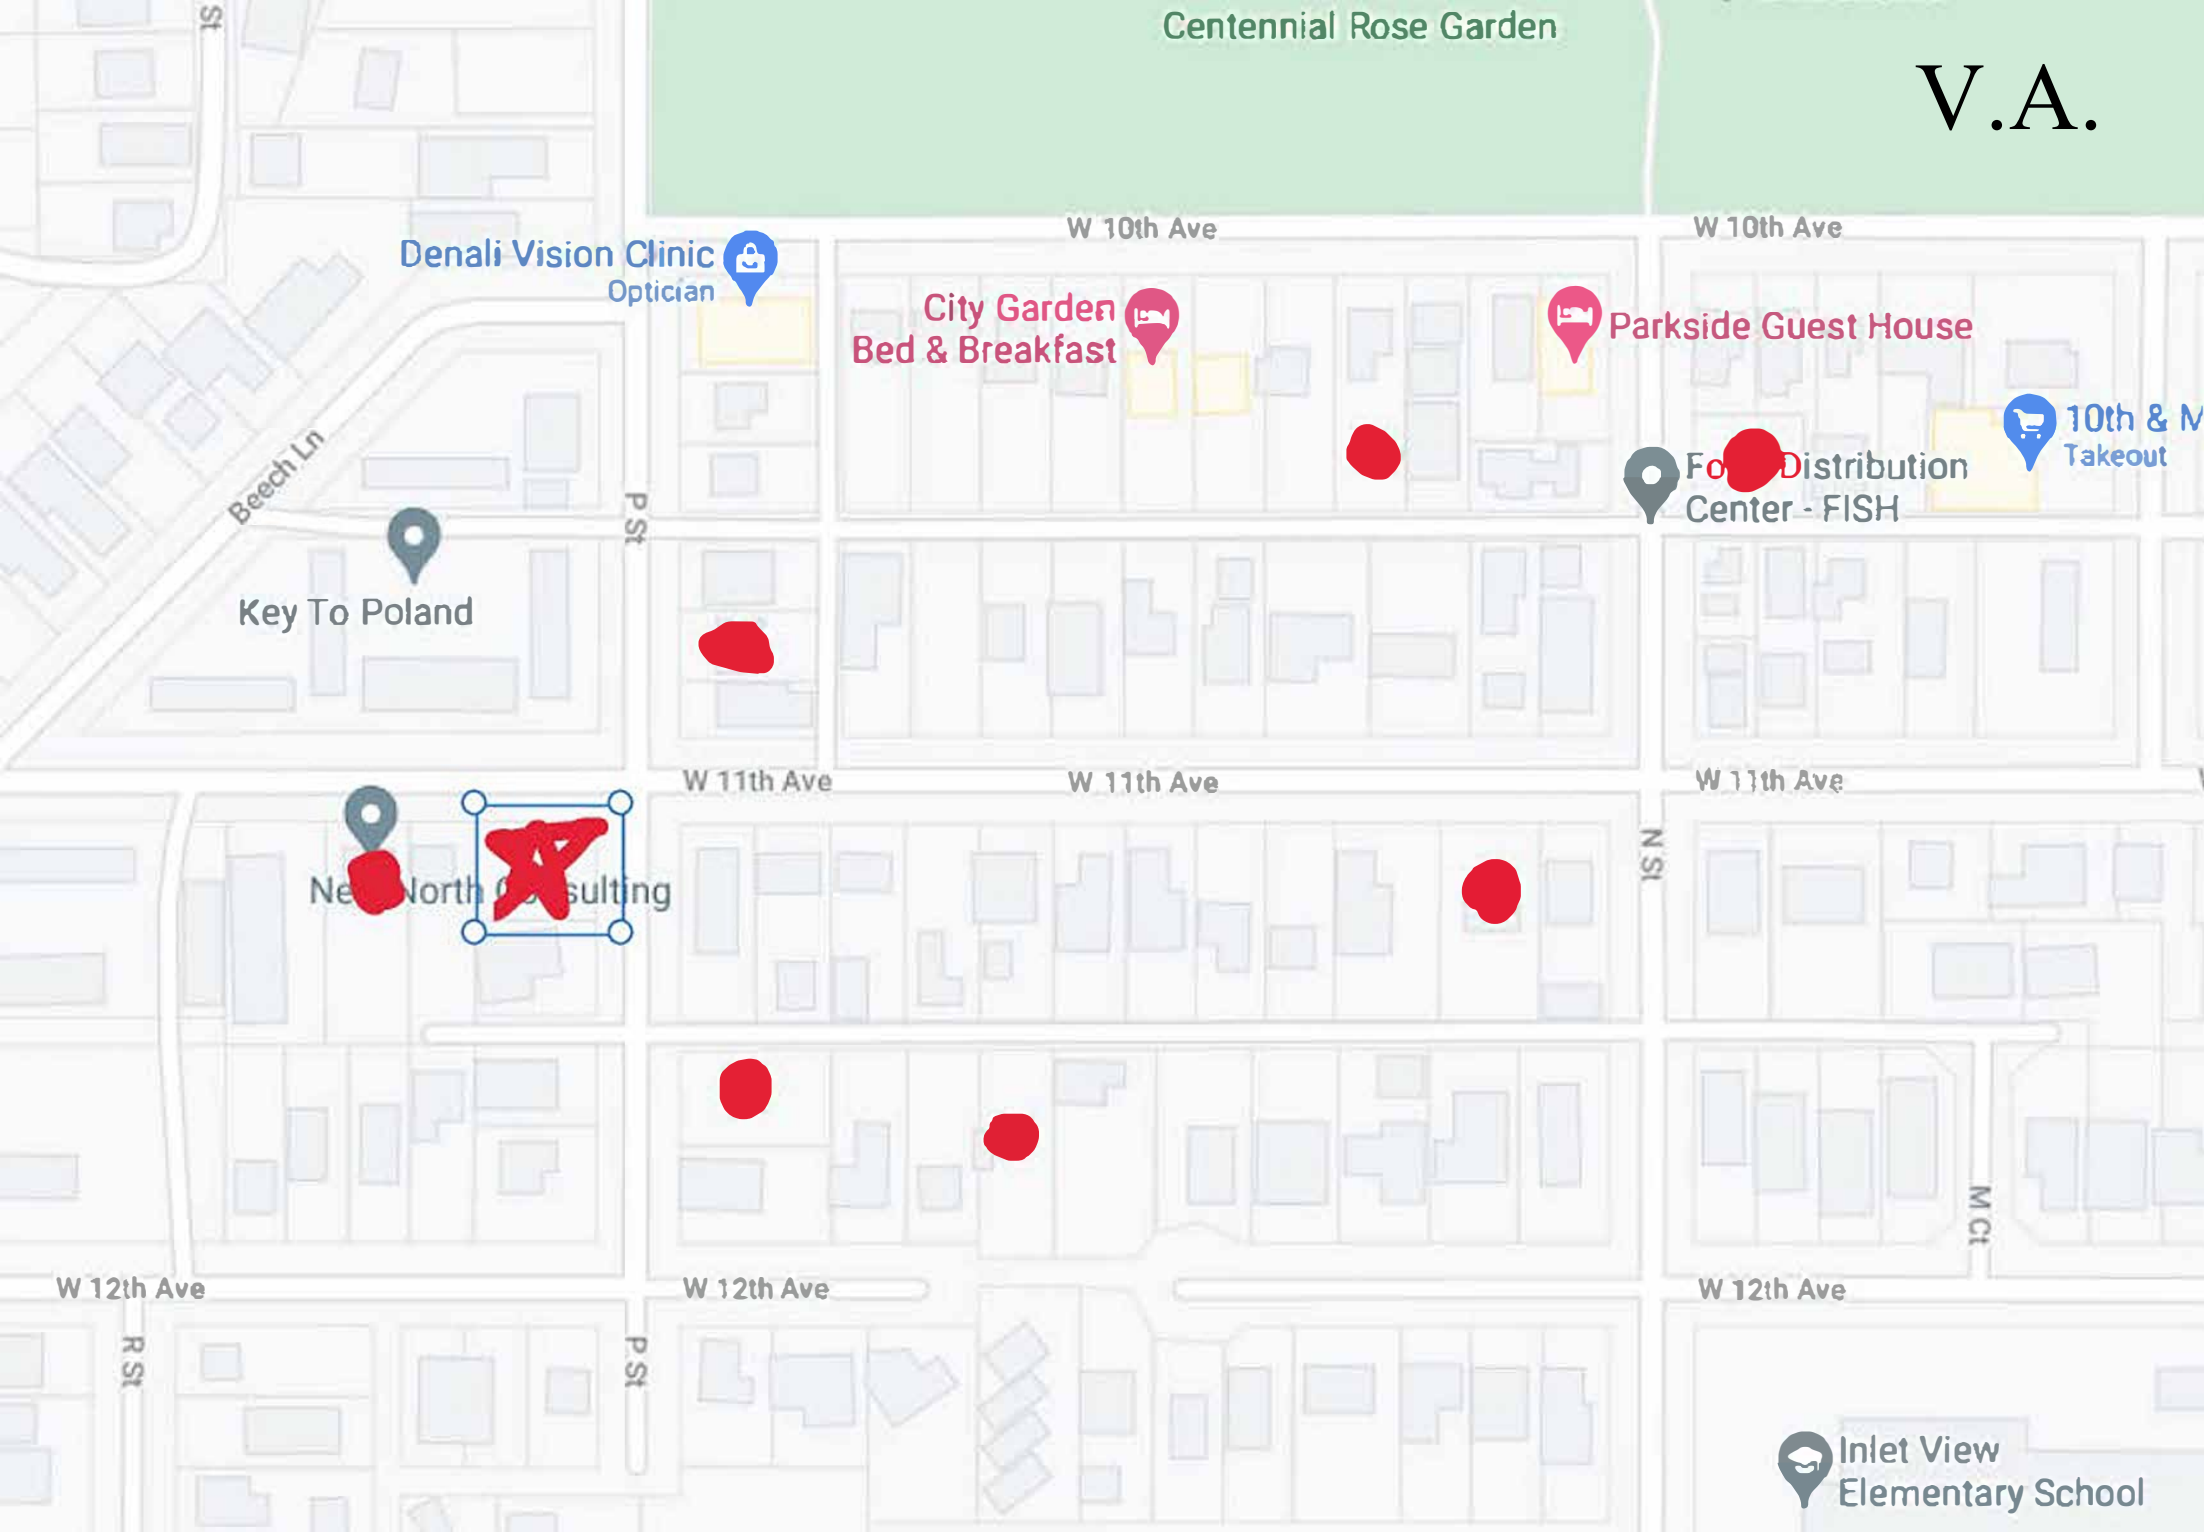 St
Centennial Rose Garden
V.A.
W 10th Ave
W 10th Ave
Denali Vision Clinic
Optician
City Garden
Bed & Breakfast
Parkside Guest House
10th & M
Takeout
Distribution
Center - FISH
Beech Ln
P St
Key To Poland
W 11th Ave
W 11th Ave
W 11th Ave
N St
North
M Ct
W 12th Ave
W 12th Ave
W 12th Ave
R St
P St
Inlet View
Elementary School